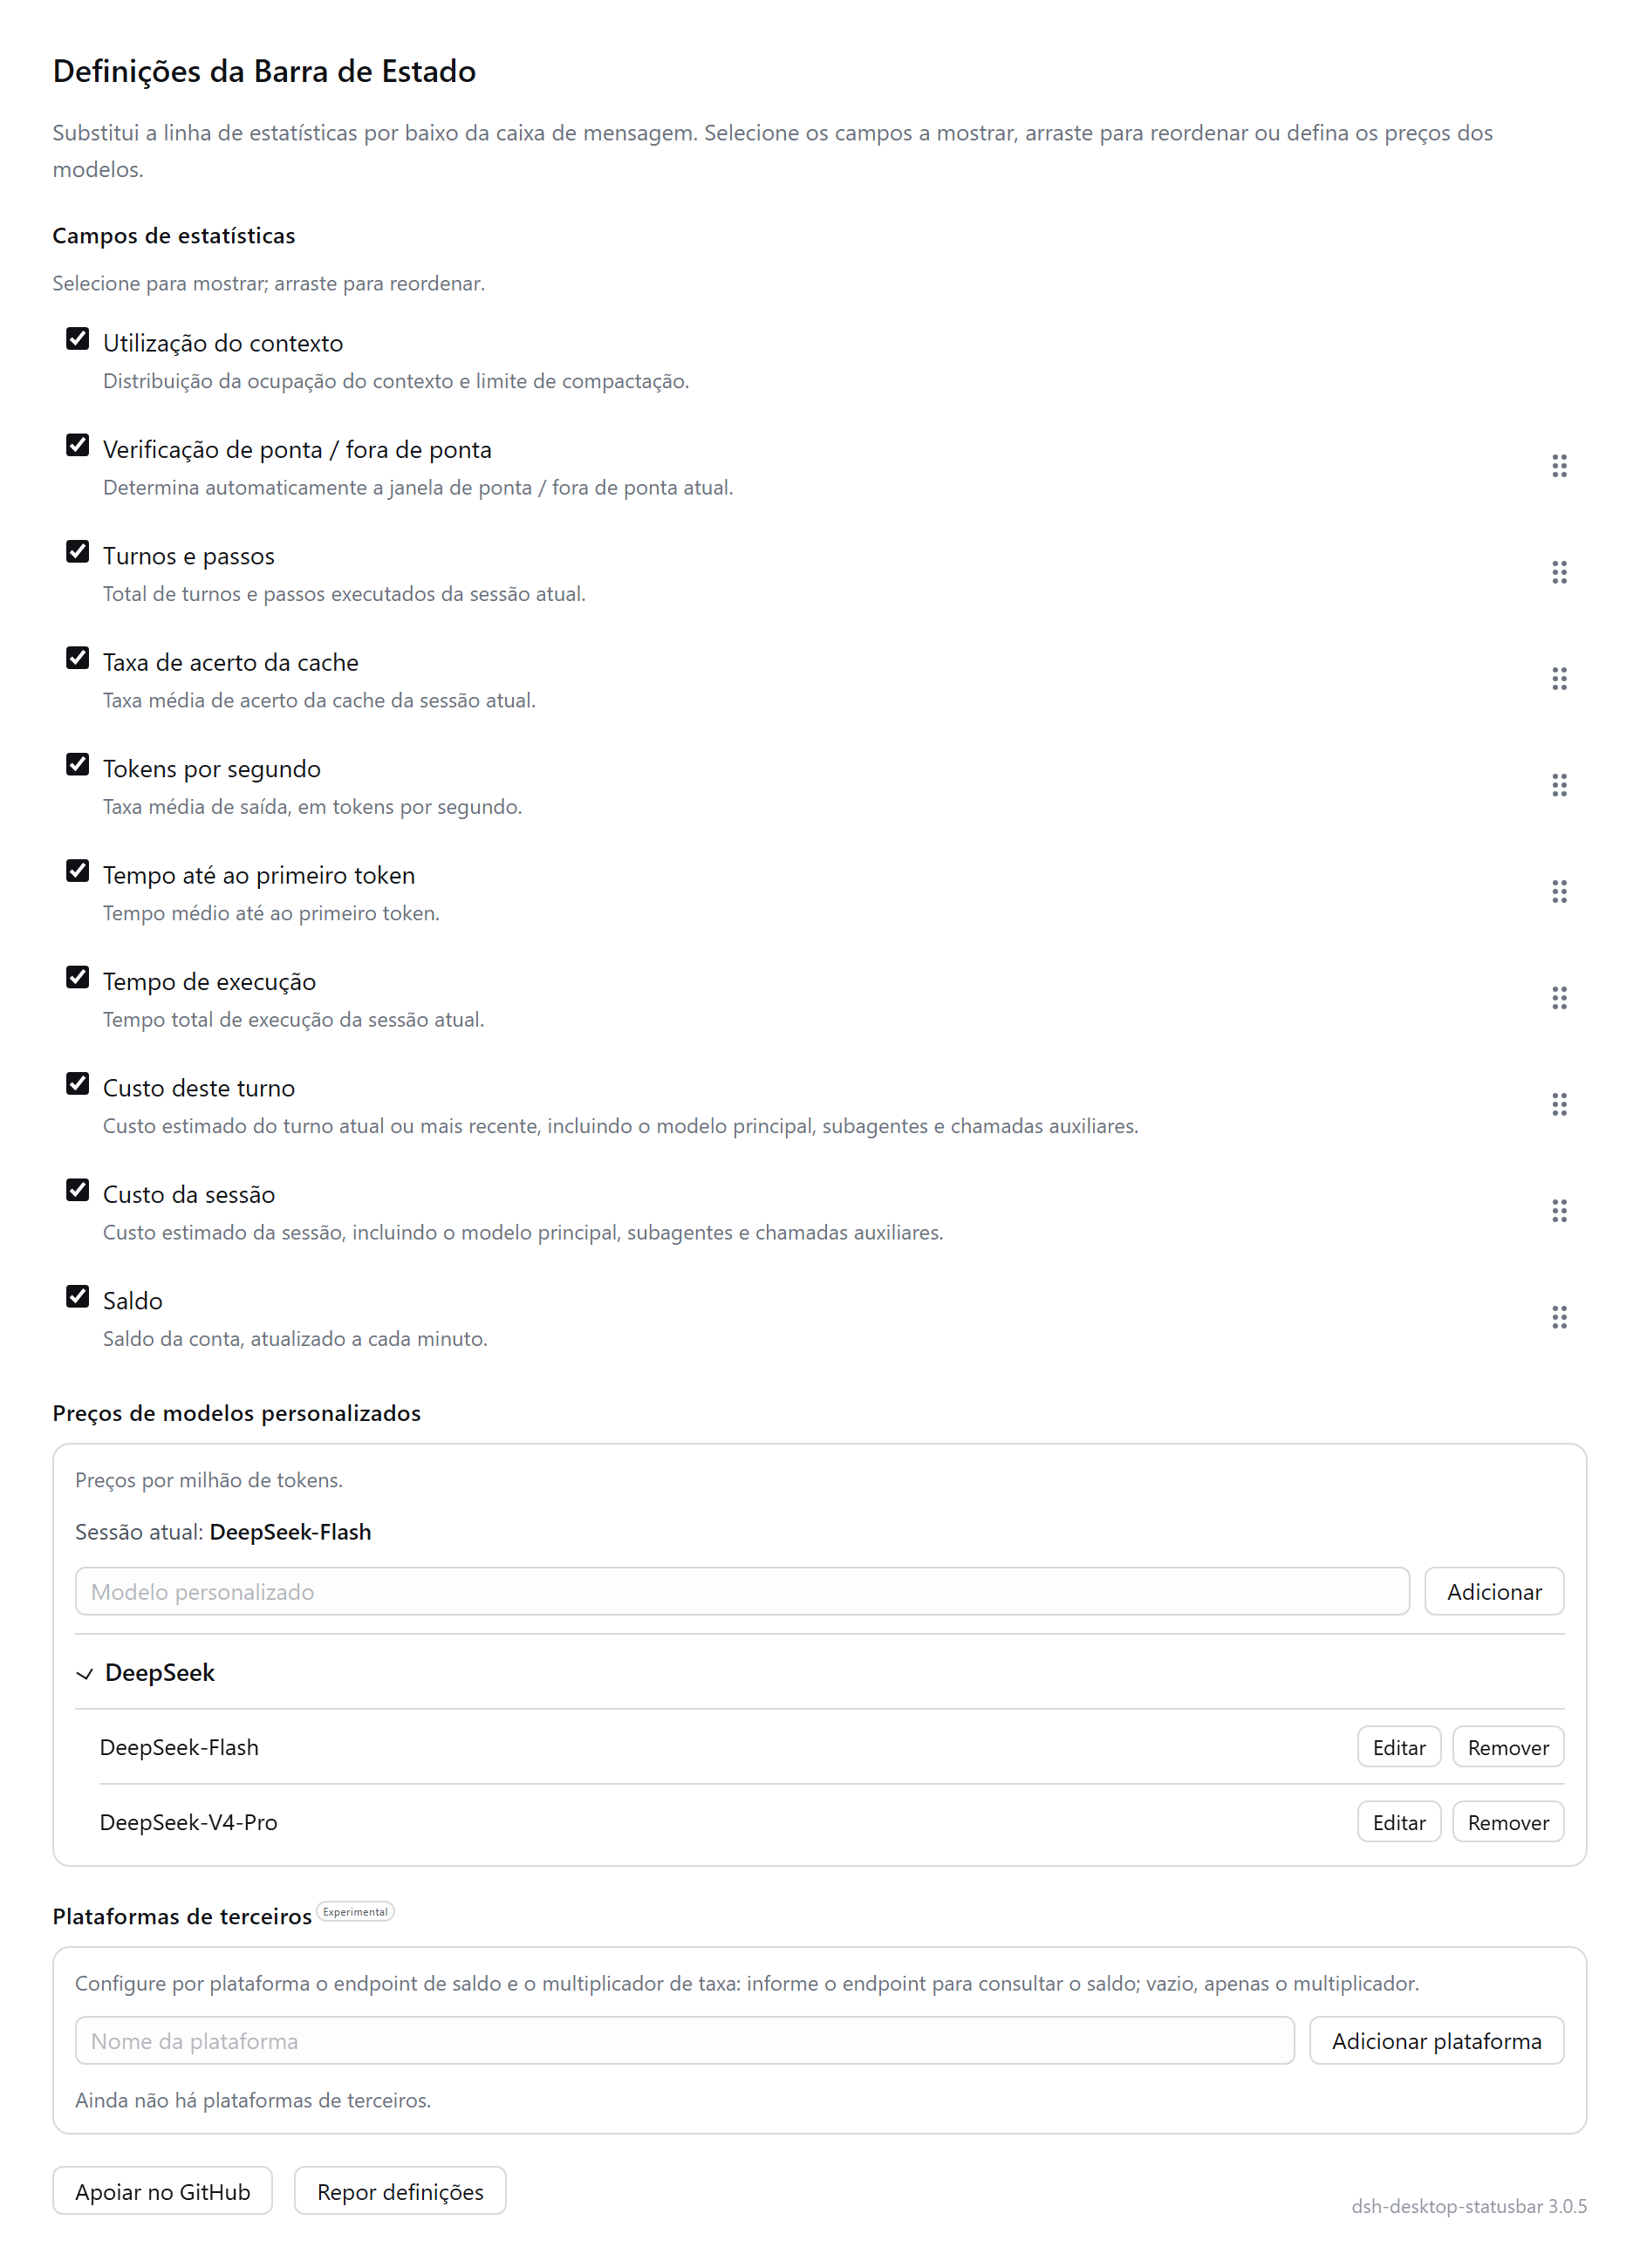 Definições da Barra de Estado
Substitui a linha de estatísticas por baixo da caixa de mensagem. Selecione os campos a mostrar, arraste para reordenar ou defina os preços dos
modelos.
Campos de estatísticas
Selecione para mostrar; arraste para reordenar.
Utilização do contexto
Distribuição da ocupação do contexto e limite de compactação.
Verificação de ponta / fora de ponta
Determina automaticamente a janela de ponta / fora de ponta atual.
Turnos e passos
Total de turnos e passos executados da sessão atual.
Taxa de acerto da cache
Taxa média de acerto da cache da sessão atual.
Tokens por segundo
Taxa média de saída, em tokens por segundo.
Tempo até ao primeiro token
Tempo médio até ao primeiro token.
Tempo de execução
Tempo total de execução da sessão atual.
Custo deste turno
Custo estimado do turno atual ou mais recente, incluindo o modelo principal, subagentes e chamadas auxiliares.
Custo da sessão
Custo estimado da sessão, incluindo o modelo principal, subagentes e chamadas auxiliares.
Saldo
Saldo da conta, atualizado a cada minuto.
Preços de modelos personalizados
Preços por milhão de tokens.
Sessão atual: DeepSeek-Flash
Modelo personalizado Adicionar
DeepSeek
DeepSeek-Flash Editar Remover
DeepSeek-V4-Pro Editar Remover
Plataformas de terceiros Experimental
Configure por plataforma o endpoint de saldo e o multiplicador de taxa: informe o endpoint para consultar o saldo; vazio, apenas o multiplicador.
Nome da plataforma Adicionar plataforma
Ainda não há plataformas de terceiros.
Apoiar no GitHub Repor definições dsh-desktop-statusbar 3.0.5